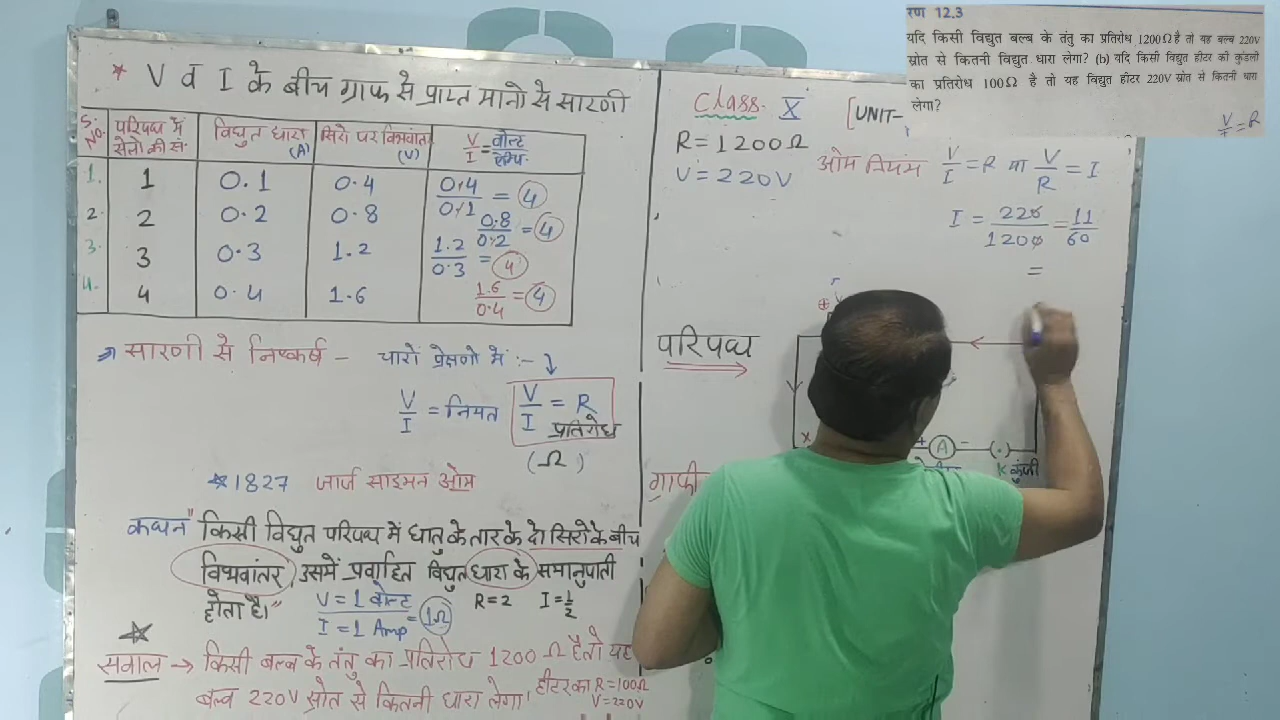 * V व I के बीच ग्राफ से प्राप्त मानो से सारणी
S. No. परिपथ में सेलो की सं. विद्युत धारा (A) सिरो पर विभवांतर (V) V/I = वोल्ट/एम्पि.
1. 1 0.1 0.4 0.4/0.1 = 4
2. 2 0.2 0.8 0.8/0.2 = 4
3. 3 0.3 1.2 1.2/0.3 = 4
4. 4 0.4 1.6 1.6/0.4 = 4
सारणी से निष्कर्ष - चारो प्रेक्षणो में :-
V/I = नियत V/I = R
प्रतिरोध
(Ω)
1827 जार्ज साइमन ओम
कथन "किसी विद्युत परिपथ में धातु के तार के दो सिरो के बीच
विभवांतर, उसमें प्रवाहित विद्युत धारा के समानुपाती
होता है।" V = 1 वोल्ट / I = 1 Amp = 1Ω R = 2 I = 1/2
सवाल → किसी बल्ब के तंतु का प्रतिरोध 1200 Ω है तो यह
बल्ब 220V स्रोत से कितनी धारा लेगा' हीटर का R = 100Ω
V = 220V
Class. X [UNIT-
R = 1200 Ω
V = 220V
ओम नियम V/I = R या V/R = I
I = 220/1200 = 11/60
=
परिपथ
X + A - (.)
K कुंजी
ग्राफी
रण 12.3
यदि किसी विद्युत बल्ब के तंतु का प्रतिरोध 1200 Ω है तो यह बल्ब 220V
स्रोत से कितनी विद्युत धारा लेगा? (b) यदि किसी विद्युत हीटर की कुंडली
का प्रतिरोध 100 Ω है तो यह विद्युत हीटर 220V स्रोत से कितनी धारा
लेगा?
V/I = R